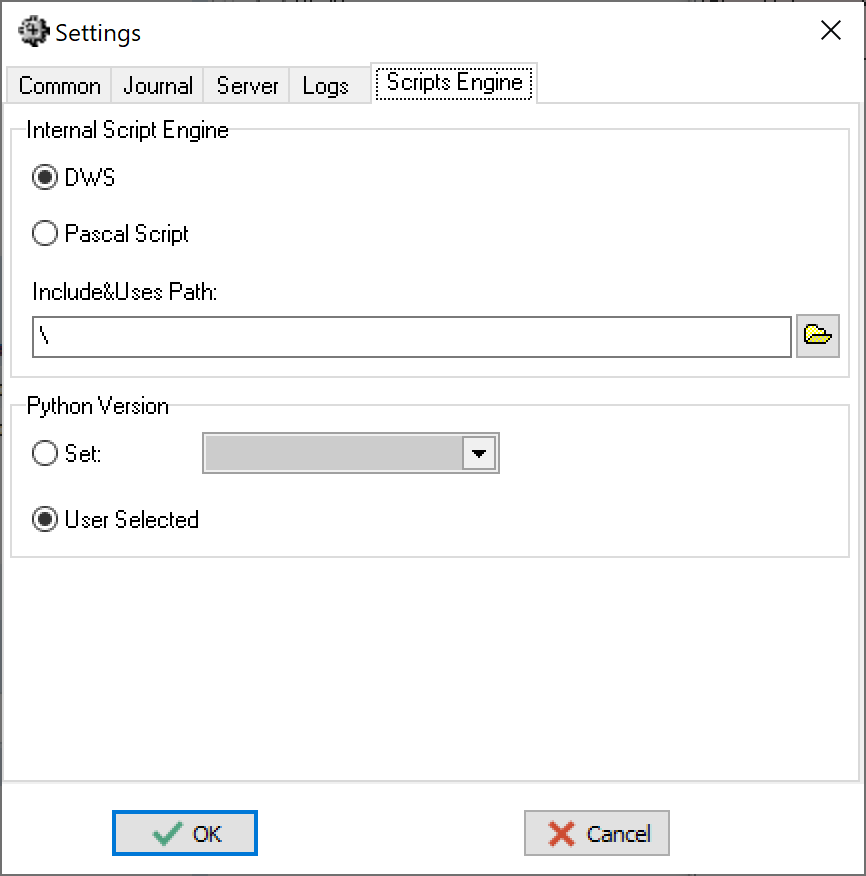 Settings
Common Journal Server Logs Scripts Engine
Internal Script Engine
DWS
Pascal Script
Include&Uses Path:
\
Python Version
Set:
User Selected
OK Cancel